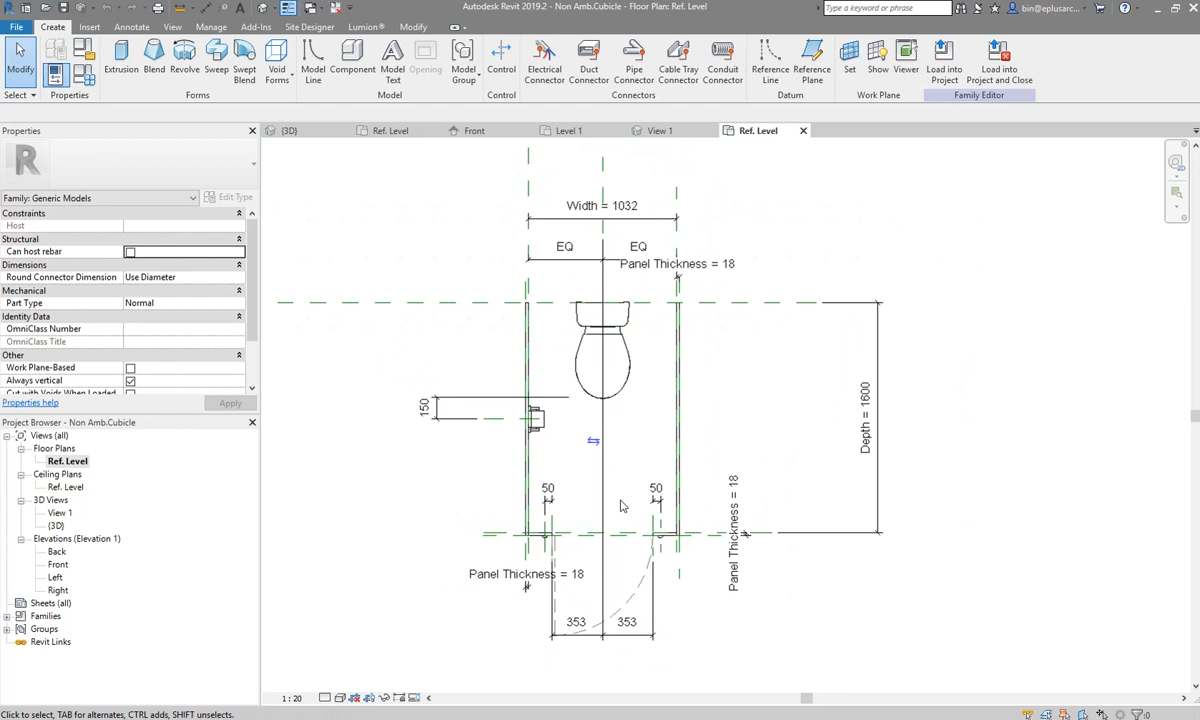 Autodesk Revit 2019.2 - Non Amb.Cubicle - Floor Plan: Ref. Level
Type a keyword or phrase
bin@eplusarc...
File Create Insert Annotate View Manage Add-Ins Site Designer Lumion® Modify
Modify Extrusion Blend Revolve Sweep Swept Blend Void Forms Model Line Component Model Text Opening Model Group Control Electrical Connector Duct Connector Pipe Connector Cable Tray Connector Conduit Connector Reference Line Reference Plane Set Show Viewer Load into Project Load into Project and Close
Select Properties Forms Model Control Connectors Datum Work Plane Family Editor
Properties
{3D} Ref. Level Front Level 1 View 1 Ref. Level
Family: Generic Models Edit Type
Constraints
Host
Structural
Can host rebar
Dimensions
Round Connector Dimension Use Diameter
Mechanical
Part Type Normal
Identity Data
OmniClass Number
OmniClass Title
Other
Work Plane-Based
Always vertical
Cut with Voids When Loaded
Properties help Apply
Project Browser - Non Amb.Cubicle
Views (all)
Floor Plans
Ref. Level
Ceiling Plans
Ref. Level
3D Views
View 1
{3D}
Elevations (Elevation 1)
Back
Front
Left
Right
Sheets (all)
Families
Groups
Revit Links
Width = 1032
EQ EQ
Panel Thickness = 18
150
Depth = 1600
50 50
Panel Thickness = 18
Panel Thickness = 18
353 353
1 : 20
Click to select, TAB for alternates, CTRL adds, SHIFT unselects.
:0